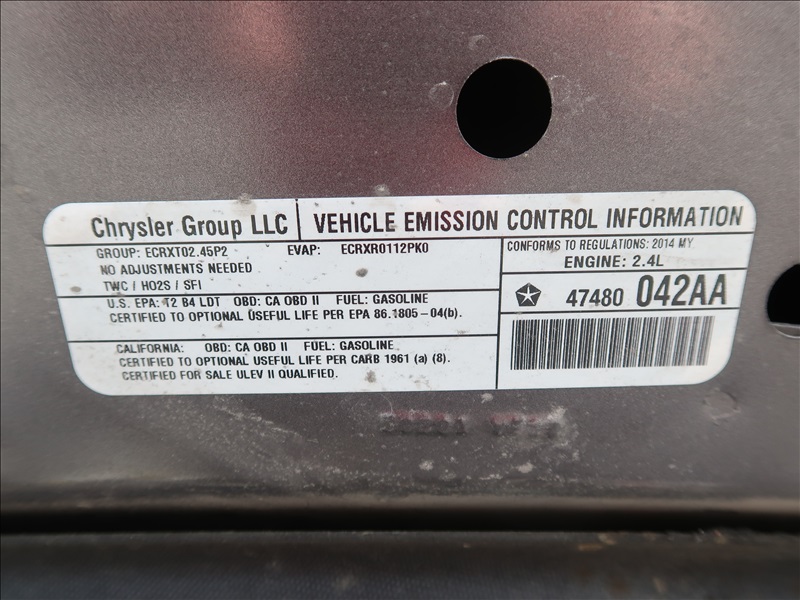 Chrysler Group LLC VEHICLE EMISSION CONTROL INFORMATION
GROUP: ECRXT02.45P2 EVAP: ECRXR0112PK0
NO ADJUSTMENTS NEEDED
TWC / HO2S / SFI
CONFORMS TO REGULATIONS: 2014 MY
ENGINE: 2.4L
47480 042AA
U.S. EPA: T2 B4 LDT OBD: CA OBD II FUEL: GASOLINE
CERTIFIED TO OPTIONAL USEFUL LIFE PER EPA 86.1805-04(b).
CALIFORNIA: OBD: CA OBD II FUEL: GASOLINE
CERTIFIED TO OPTIONAL USEFUL LIFE PER CARB 1961 (a) (8).
CERTIFIED FOR SALE ULEV II QUALIFIED.